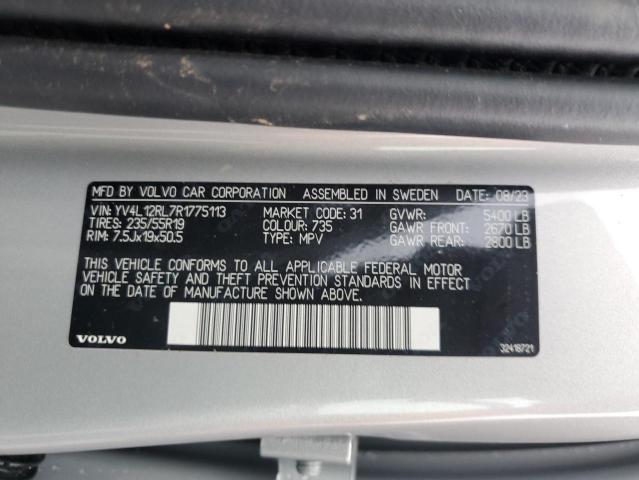 MFD BY VOLVO CAR CORPORATION ASSEMBLED IN SWEDEN DATE: 08/23
VIN: YV4L12RL7R1775113 MARKET CODE: 31 GVWR: 5400 LB
TIRES: 235/55R19 COLOUR: 735 GAWR FRONT: 2670 LB
RIM: 7.5Jx19x50.5 TYPE: MPV GAWR REAR: 2800 LB
THIS VEHICLE CONFORMS TO ALL APPLICABLE FEDERAL MOTOR
VEHICLE SAFETY AND THEFT PREVENTION STANDARDS IN EFFECT
ON THE DATE OF MANUFACTURE SHOWN ABOVE.
VOLVO 32416721